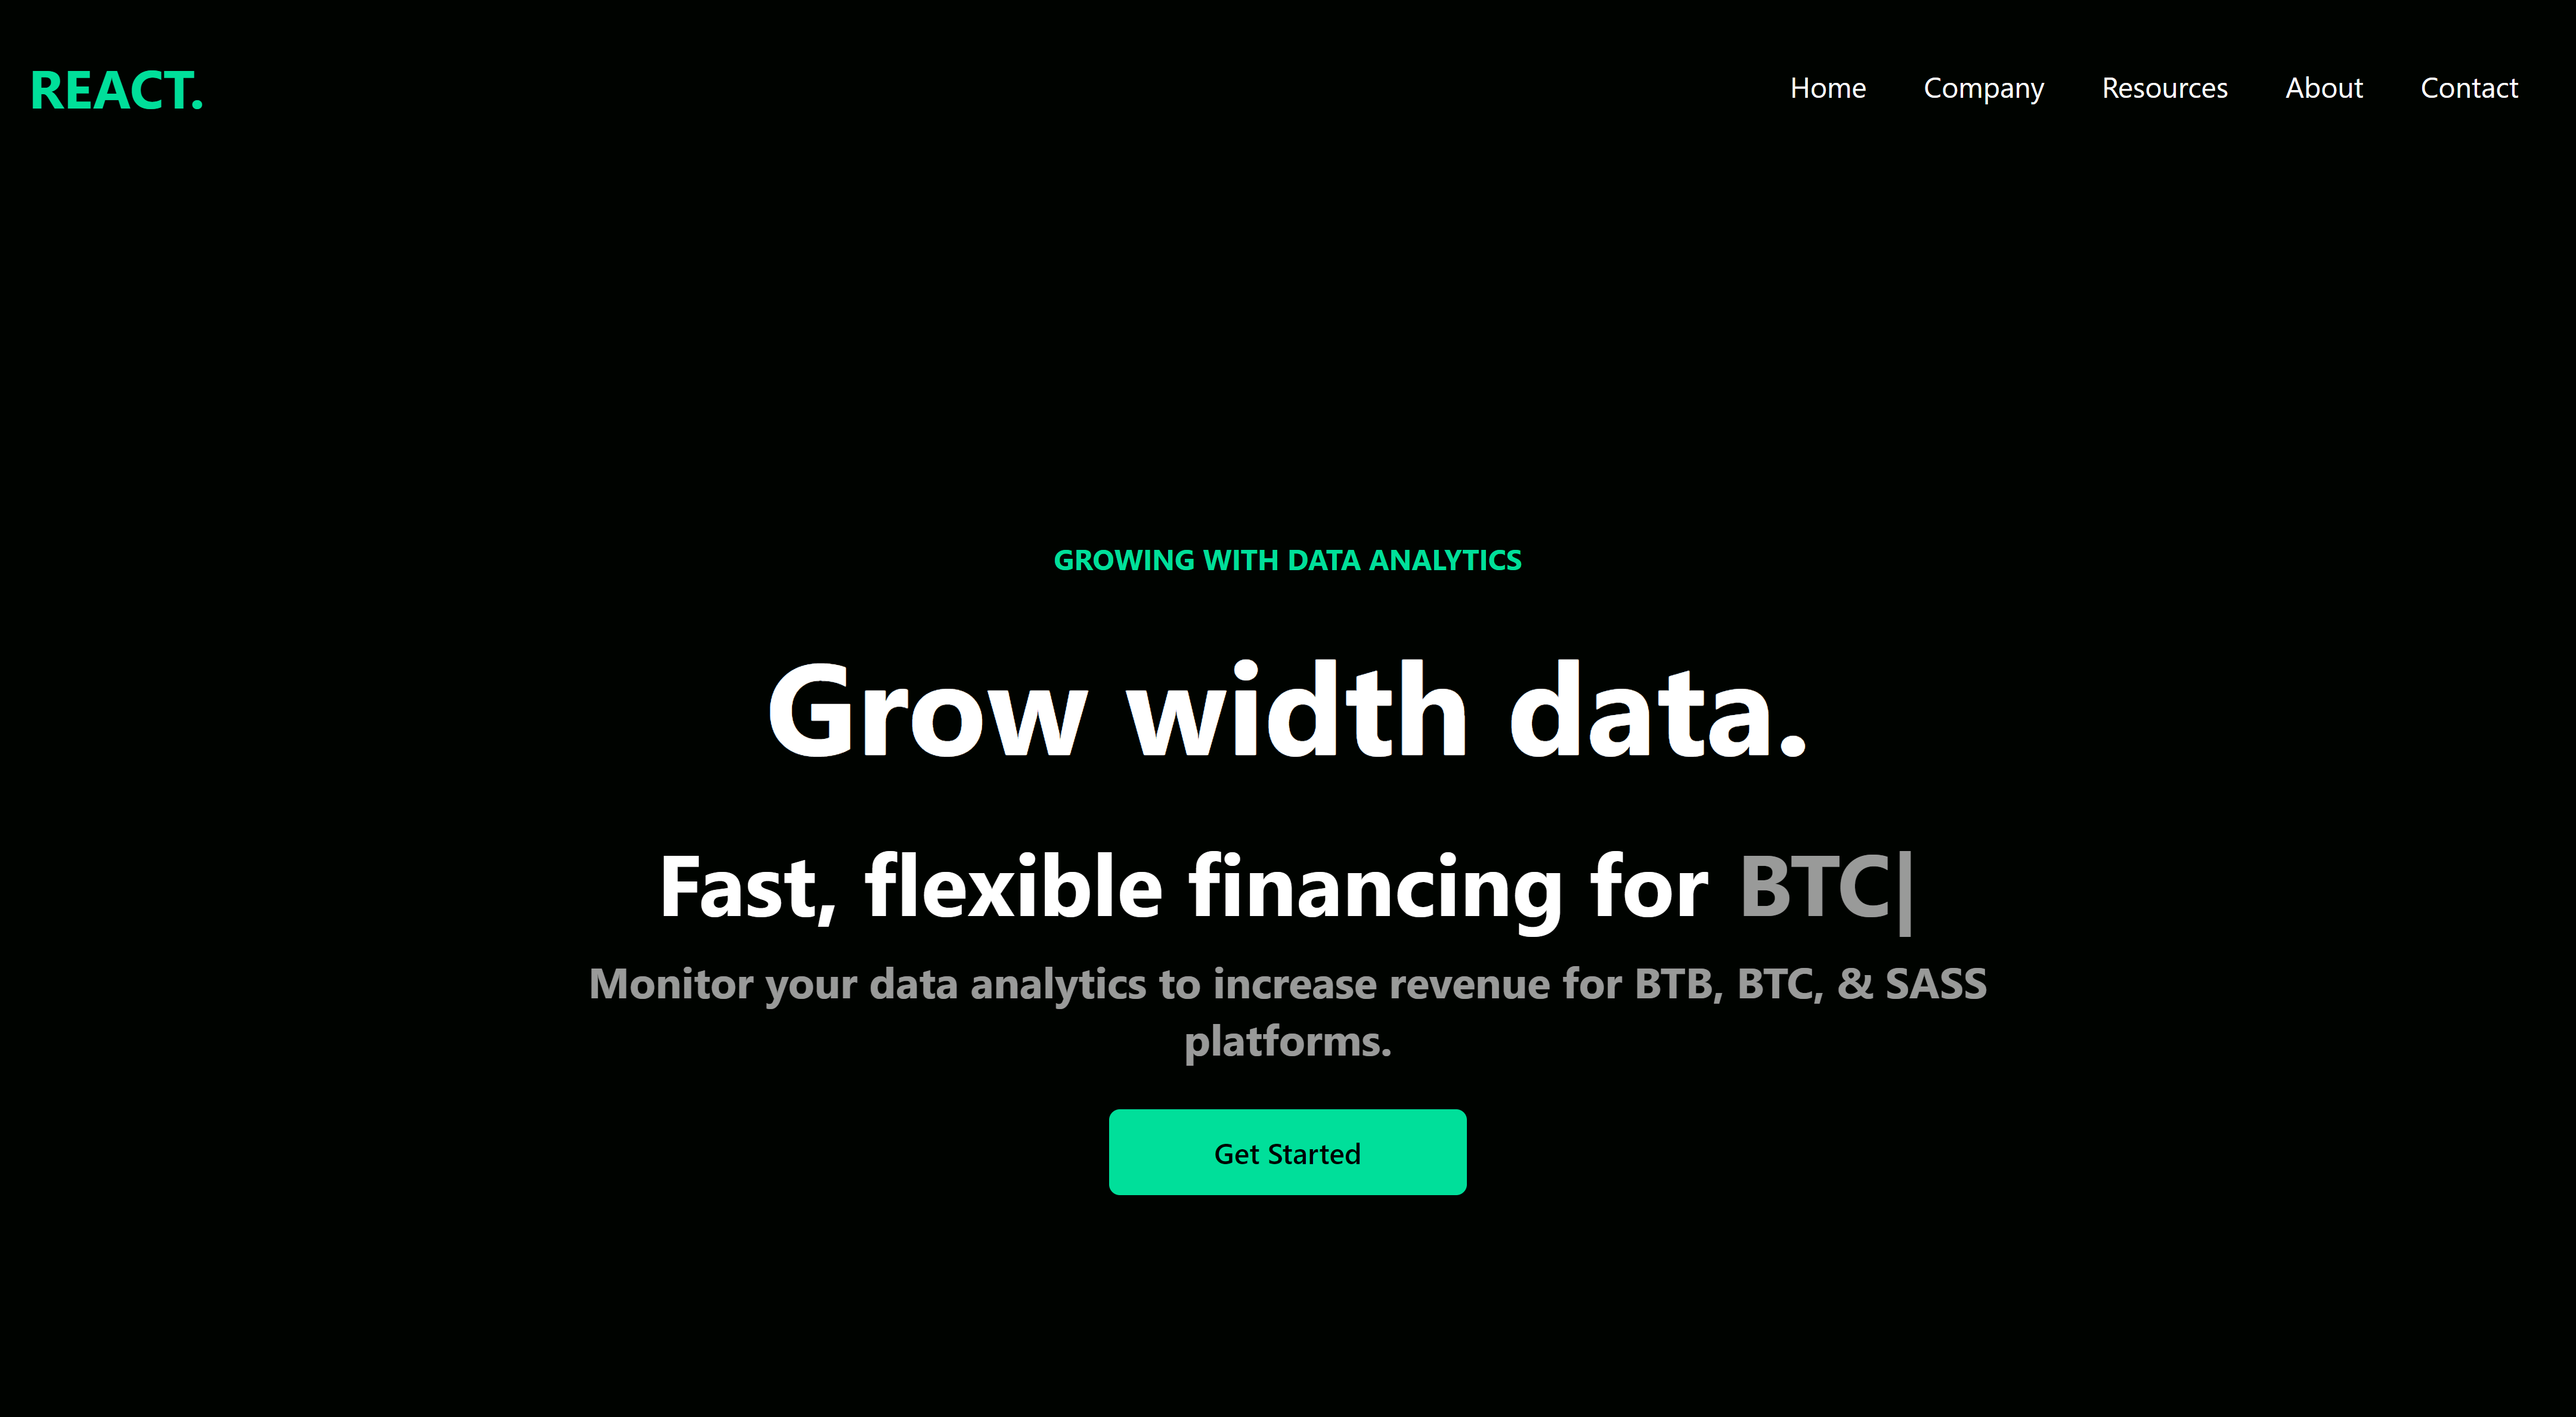 REACT.
Home Company Resources About Contact
GROWING WITH DATA ANALYTICS
Grow width data.
Fast, flexible financing for BTC|
Monitor your data analytics to increase revenue for BTB, BTC, & SASS
platforms.
Get Started